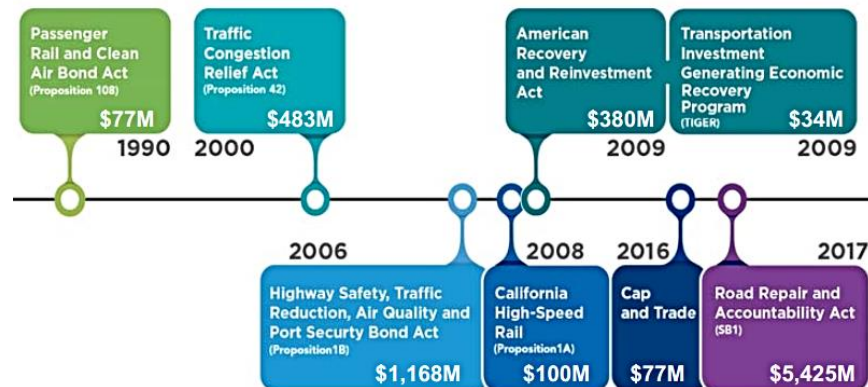 Passenger
Rail and Clean
Air Bond Act
(Proposition 108)
$77M
1990
Traffic
Congestion
Relief Act
(Proposition 42)
$483M
2000
American
Recovery
and Reinvestment
Act
$380M
2009
Transportation
Investment
Generating Economic
Recovery
Program
(TIGER)
$34M
2009
2006
Highway Safety, Traffic
Reduction, Air Quality and
Port Securty Bond Act
(Proposition1B)
$1,168M
2008
California
High-Speed
Rail
(Proposition1A)
$100M
2016
Cap
and Trade
$77M
2017
Road Repair and
Accountability Act
(SB1)
$5,425M